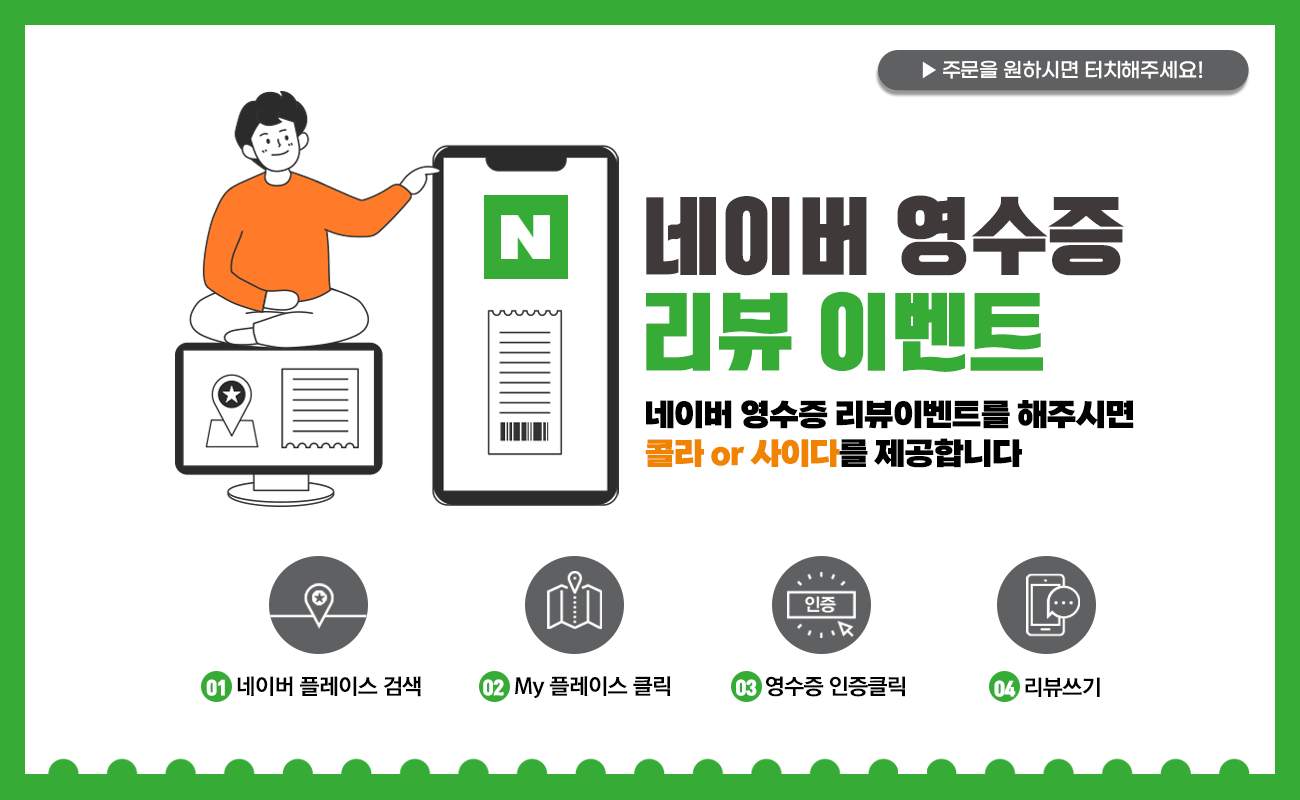 ▶ 주문을 원하시면 터치해주세요!
N
네이버 영수증
리뷰 이벤트
네이버 영수증 리뷰이벤트를 해주시면
콜라 or 사이다를 제공합니다
인증
01 네이버 플레이스 검색
02 My 플레이스 클릭
03 영수증 인증클릭
04 리뷰쓰기